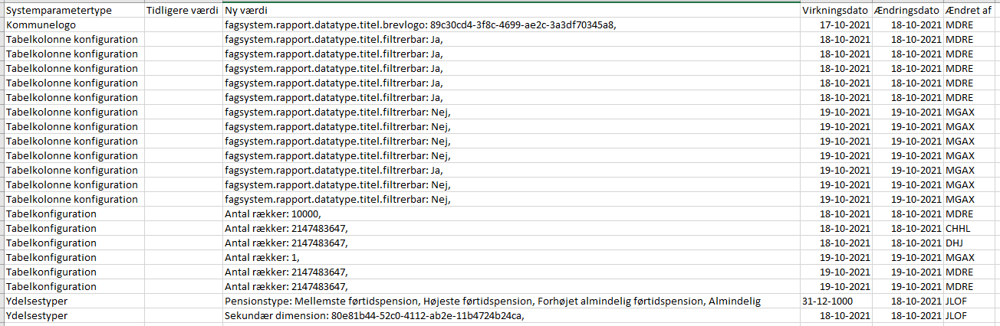 Systemparametertype Tidligere værdi Ny værdi Virkningsdato Ændringsdato Ændret af
Kommunelogo fagsystem.rapport.datatype.titel.brevlogo: 89c30cd4-3f8c-4699-ae2c-3a3df70345a8, 17-10-2021 18-10-2021 MDRE
Tabelkolonne konfiguration fagsystem.rapport.datatype.titel.filtrerbar: Ja, 18-10-2021 18-10-2021 MDRE
Tabelkolonne konfiguration fagsystem.rapport.datatype.titel.filtrerbar: Ja, 18-10-2021 18-10-2021 MDRE
Tabelkolonne konfiguration fagsystem.rapport.datatype.titel.filtrerbar: Ja, 18-10-2021 18-10-2021 MDRE
Tabelkolonne konfiguration fagsystem.rapport.datatype.titel.filtrerbar: Ja, 18-10-2021 18-10-2021 MDRE
Tabelkolonne konfiguration fagsystem.rapport.datatype.titel.filtrerbar: Ja, 18-10-2021 18-10-2021 MDRE
Tabelkolonne konfiguration fagsystem.rapport.datatype.titel.filtrerbar: Nej, 19-10-2021 19-10-2021 MGAX
Tabelkolonne konfiguration fagsystem.rapport.datatype.titel.filtrerbar: Nej, 19-10-2021 19-10-2021 MGAX
Tabelkolonne konfiguration fagsystem.rapport.datatype.titel.filtrerbar: Nej, 19-10-2021 19-10-2021 MGAX
Tabelkolonne konfiguration fagsystem.rapport.datatype.titel.filtrerbar: Nej, 19-10-2021 19-10-2021 MGAX
Tabelkolonne konfiguration fagsystem.rapport.datatype.titel.filtrerbar: Ja, 19-10-2021 19-10-2021 MGAX
Tabelkolonne konfiguration fagsystem.rapport.datatype.titel.filtrerbar: Nej, 19-10-2021 19-10-2021 MGAX
Tabelkolonne konfiguration fagsystem.rapport.datatype.titel.filtrerbar: Nej, 19-10-2021 19-10-2021 MGAX
Tabelkonfiguration Antal rækker: 10000, 18-10-2021 18-10-2021 MDRE
Tabelkonfiguration Antal rækker: 2147483647, 18-10-2021 18-10-2021 CHHL
Tabelkonfiguration Antal rækker: 2147483647, 18-10-2021 18-10-2021 DHJ
Tabelkonfiguration Antal rækker: 1, 19-10-2021 19-10-2021 MGAX
Tabelkonfiguration Antal rækker: 2147483647, 19-10-2021 19-10-2021 MDRE
Tabelkonfiguration Antal rækker: 2147483647, 19-10-2021 19-10-2021 MDRE
Ydelsestyper Pensionstype: Mellemste førtidspension, Højeste førtidspension, Forhøjet almindelig førtidspension, Almindelig 31-12-1000 18-10-2021 JLOF
Ydelsestyper Sekundær dimension: 80e81b44-52c0-4112-ab2e-11b4724b24ca, 18-10-2021 18-10-2021 JLOF